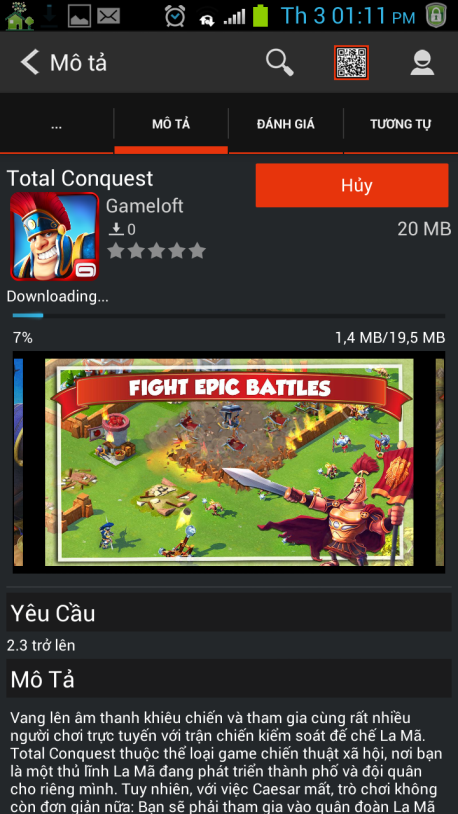 Th 3 01:11 PM
Mô tả
...
MÔ TẢ
ĐÁNH GIÁ
TƯƠNG TỰ
Total Conquest
Hủy
Gameloft
0
20 MB
Downloading...
7%
1,4 MB/19,5 MB
FIGHT EPIC BATTLES
Yêu Cầu
2.3 trở lên
Mô Tả
Vang lên âm thanh khiêu chiến và tham gia cùng rất nhiều
người chơi trực tuyến với trận chiến kiểm soát đế chế La Mã.
Total Conquest thuộc thể loại game chiến thuật xã hội, nơi bạn
là một thủ lĩnh La Mã đang phát triển thành phố và đội quân
cho riêng mình. Tuy nhiên, với việc Caesar mất, trò chơi không
còn đơn giản nữa: Bạn sẽ phải tham gia vào quân đoàn La Mã